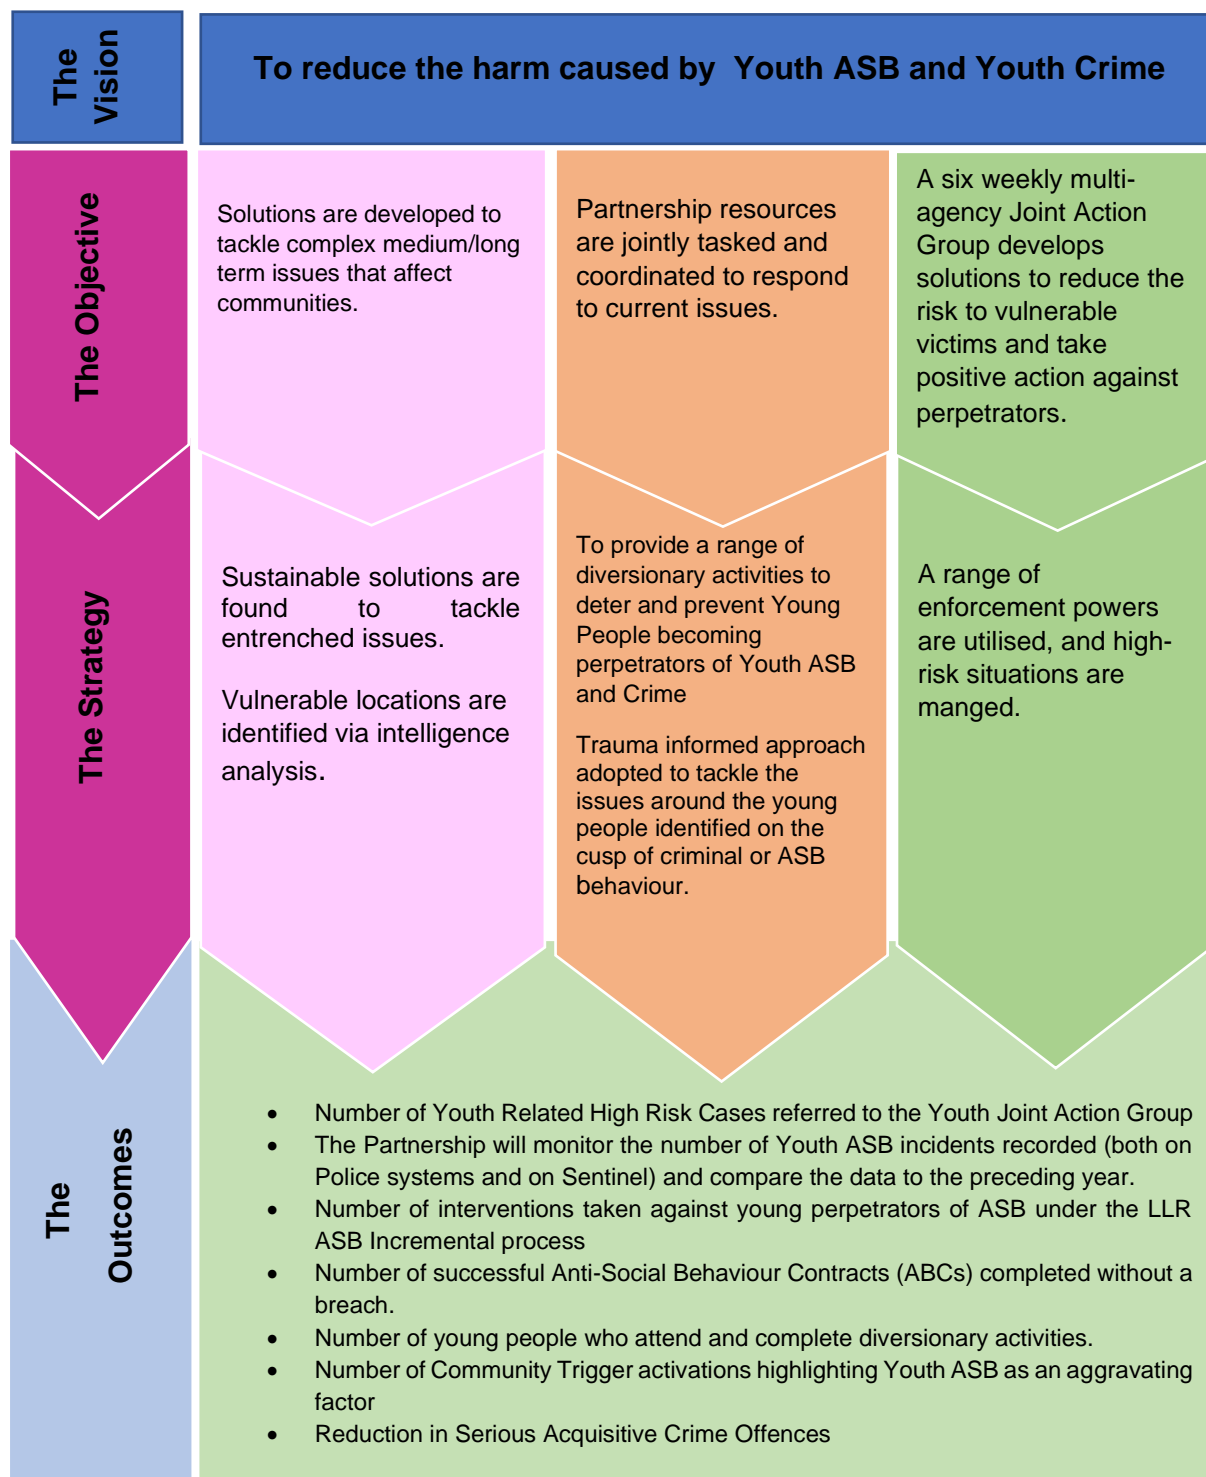 The
Vision
To reduce the harm caused by Youth ASB and Youth Crime
The Objective
Solutions are developed to
tackle complex medium/long
term issues that affect
communities.
Partnership resources
are jointly tasked and
coordinated to respond
to current issues.
A six weekly multi-
agency Joint Action
Group develops
solutions to reduce the
risk to vulnerable
victims and take
positive action against
perpetrators.
The Strategy
Sustainable solutions are
found to tackle
entrenched issues.
Vulnerable locations are
identified via intelligence
analysis.
To provide a range of
diversionary activities to
deter and prevent Young
People becoming
perpetrators of Youth ASB
and Crime
Trauma informed approach
adopted to tackle the
issues around the young
people identified on the
cusp of criminal or ASB
behaviour.
A range of
enforcement powers
are utilised, and high-
risk situations are
manged.
The
Outcomes
• Number of Youth Related High Risk Cases referred to the Youth Joint Action Group
• The Partnership will monitor the number of Youth ASB incidents recorded (both on
Police systems and on Sentinel) and compare the data to the preceding year.
• Number of interventions taken against young perpetrators of ASB under the LLR
ASB Incremental process
• Number of successful Anti-Social Behaviour Contracts (ABCs) completed without a
breach.
• Number of young people who attend and complete diversionary activities.
• Number of Community Trigger activations highlighting Youth ASB as an aggravating
factor
• Reduction in Serious Acquisitive Crime Offences